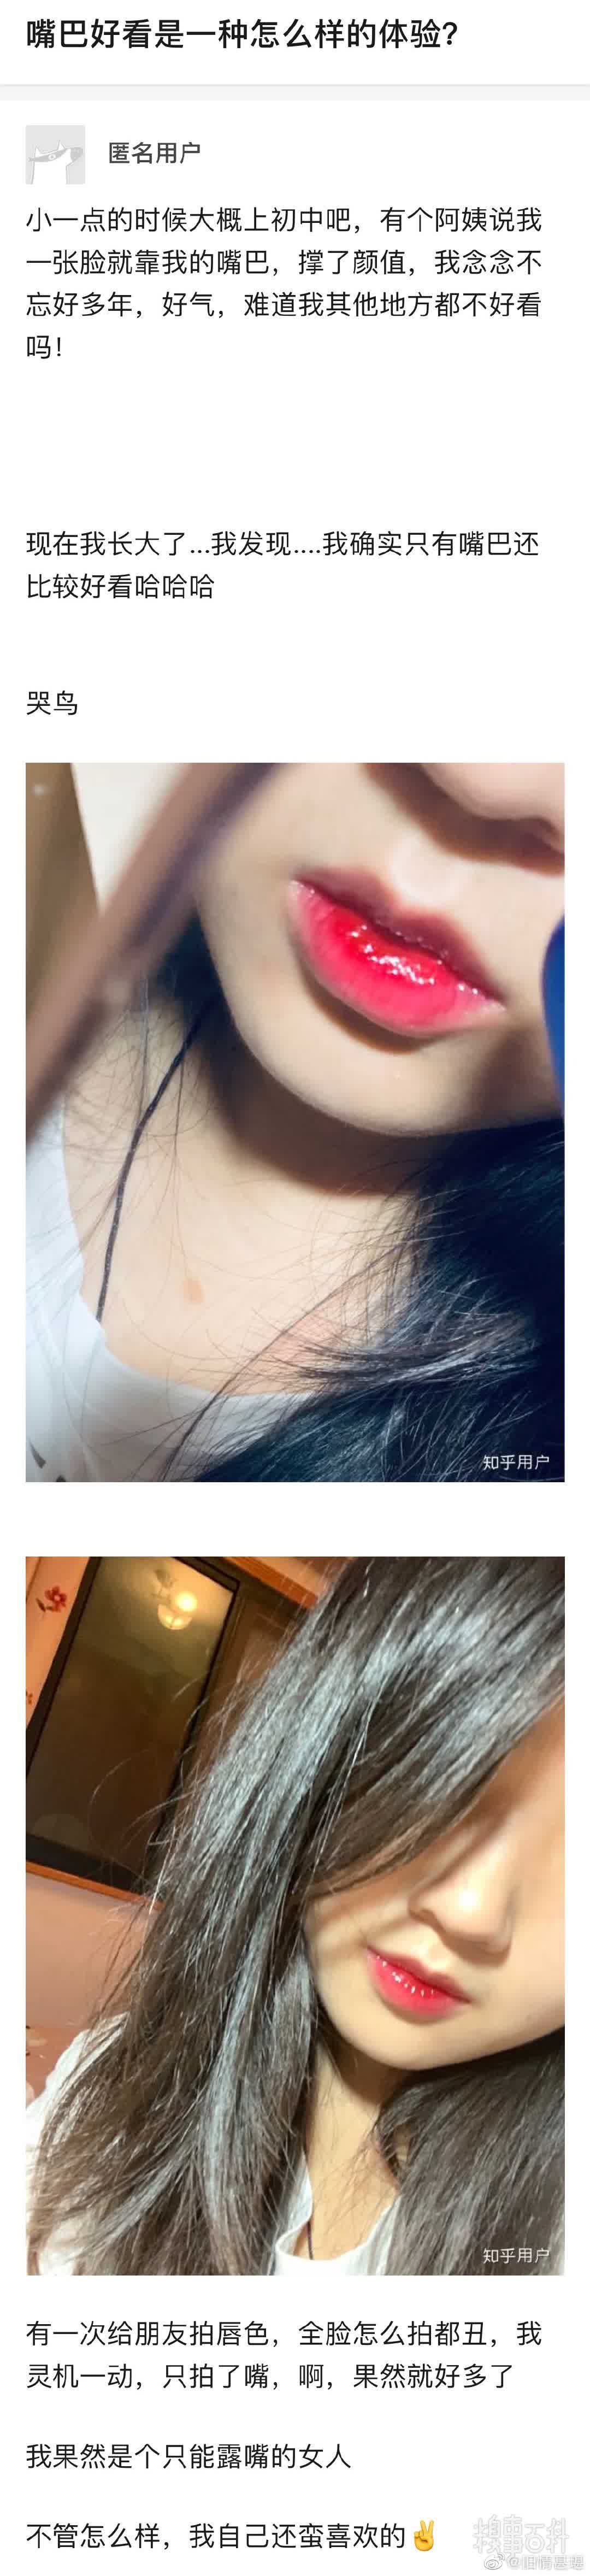 嘴巴好看是一种怎么样的体验?
匿名用户
小一点的时候大概上初中吧，有个阿姨说我
一张脸就靠我的嘴巴，撑了颜值，我念念不
忘好多年，好气，难道我其他地方都不好看
吗！
现在我长大了...我发现....我确实只有嘴巴还
比较好看哈哈哈
哭鸟
知乎用户
知乎用户
有一次给朋友拍唇色，全脸怎么拍都丑，我
灵机一动，只拍了嘴，啊，果然就好多了
我果然是个只能露嘴的女人
不管怎么样，我自己还蛮喜欢的✌️
糗事百科